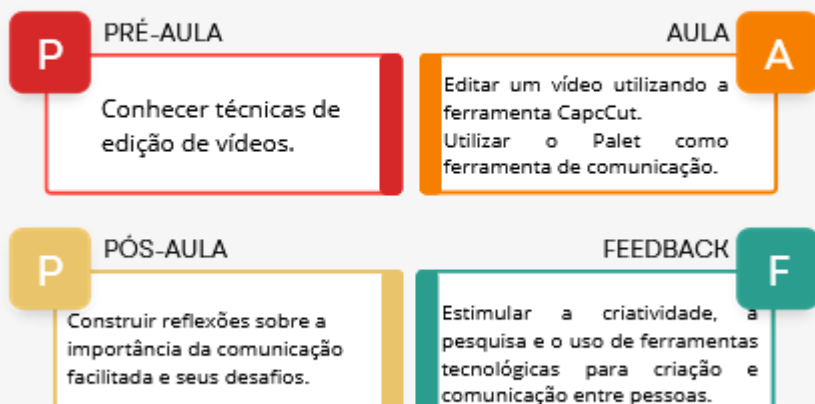 P
PRÉ-AULA
Conhecer técnicas de
edição de vídeos.
AULA
A
Editar um vídeo utilizando a
ferramenta CapcCut.
Utilizar o Palet como
ferramenta de comunicação.
P
PÓS-AULA
Construir reflexões sobre a
importância da comunicação
facilitada e seus desafios.
FEEDBACK
F
Estimular a criatividade, a
pesquisa e o uso de ferramentas
tecnológicas para criação e
comunicação entre pessoas.